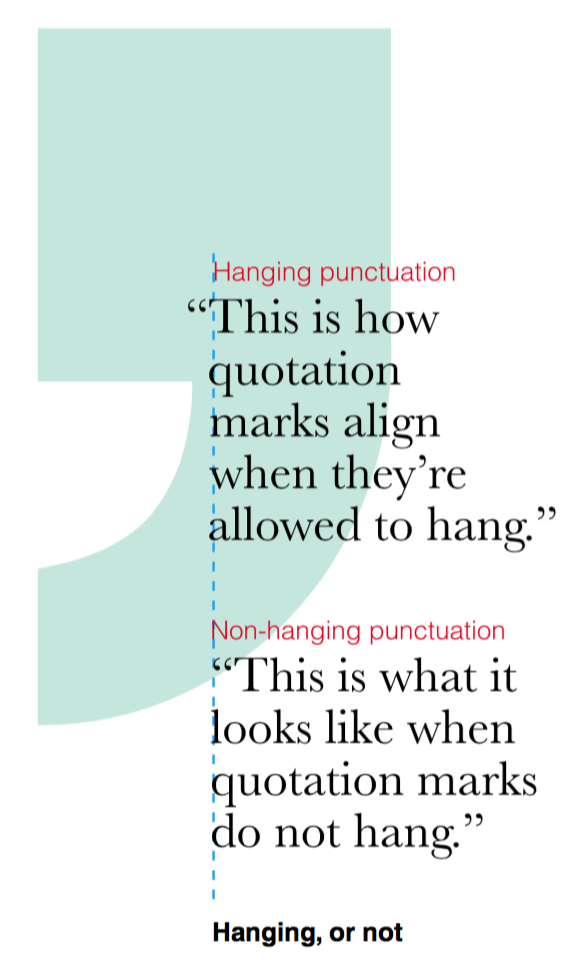 Hanging punctuation
“This is how
quotation
marks align
when they’re
allowed to hang.”
Non-hanging punctuation
“This is what it
looks like when
quotation marks
do not hang.”
Hanging, or not